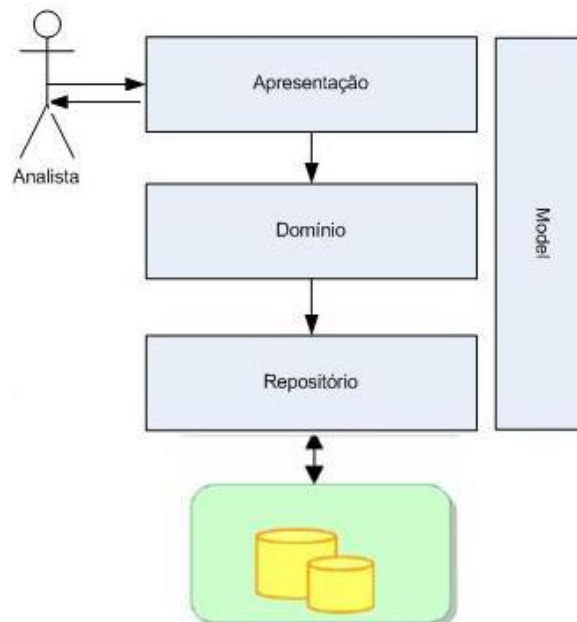 Apresentação
Analista
Domínio
Model
Repositório